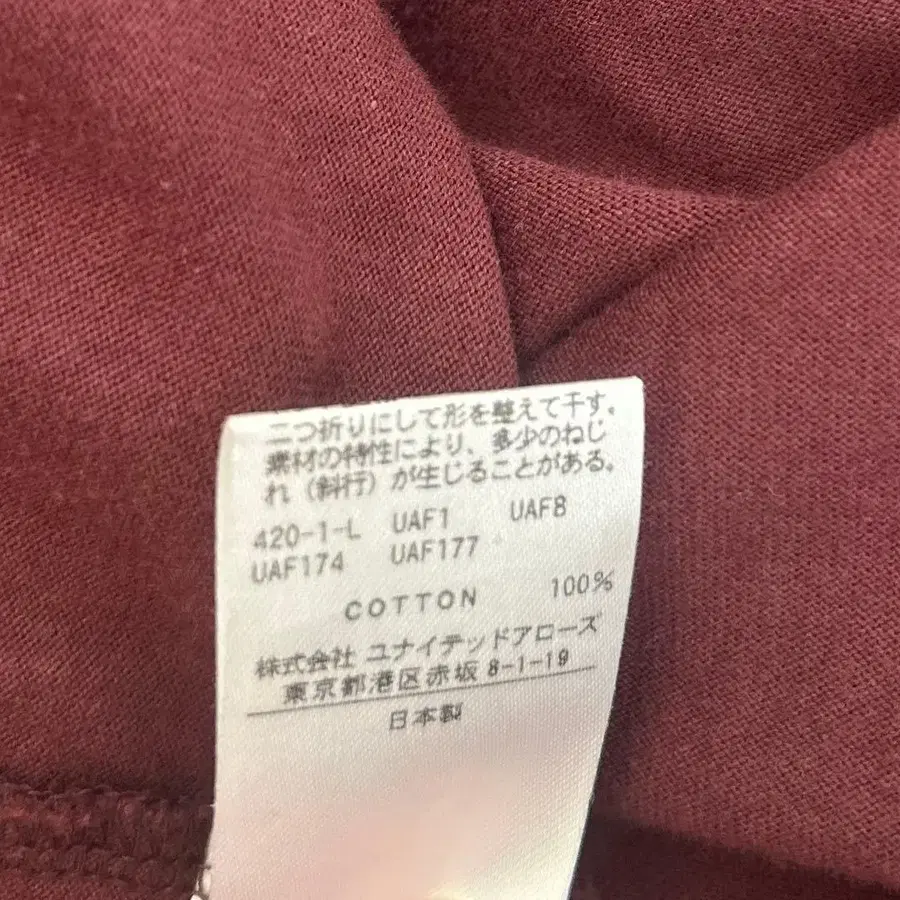 二つ折りにして形を整えて干す。
素材の特性により、多少のねじ
れ（斜行）が生じることがある。
420-1-L UAF1 UAF8
UAF174 UAF177
COTTON 100%
株式会社 ユナイテッドアローズ
東京都港区赤坂 8-1-19
日本製